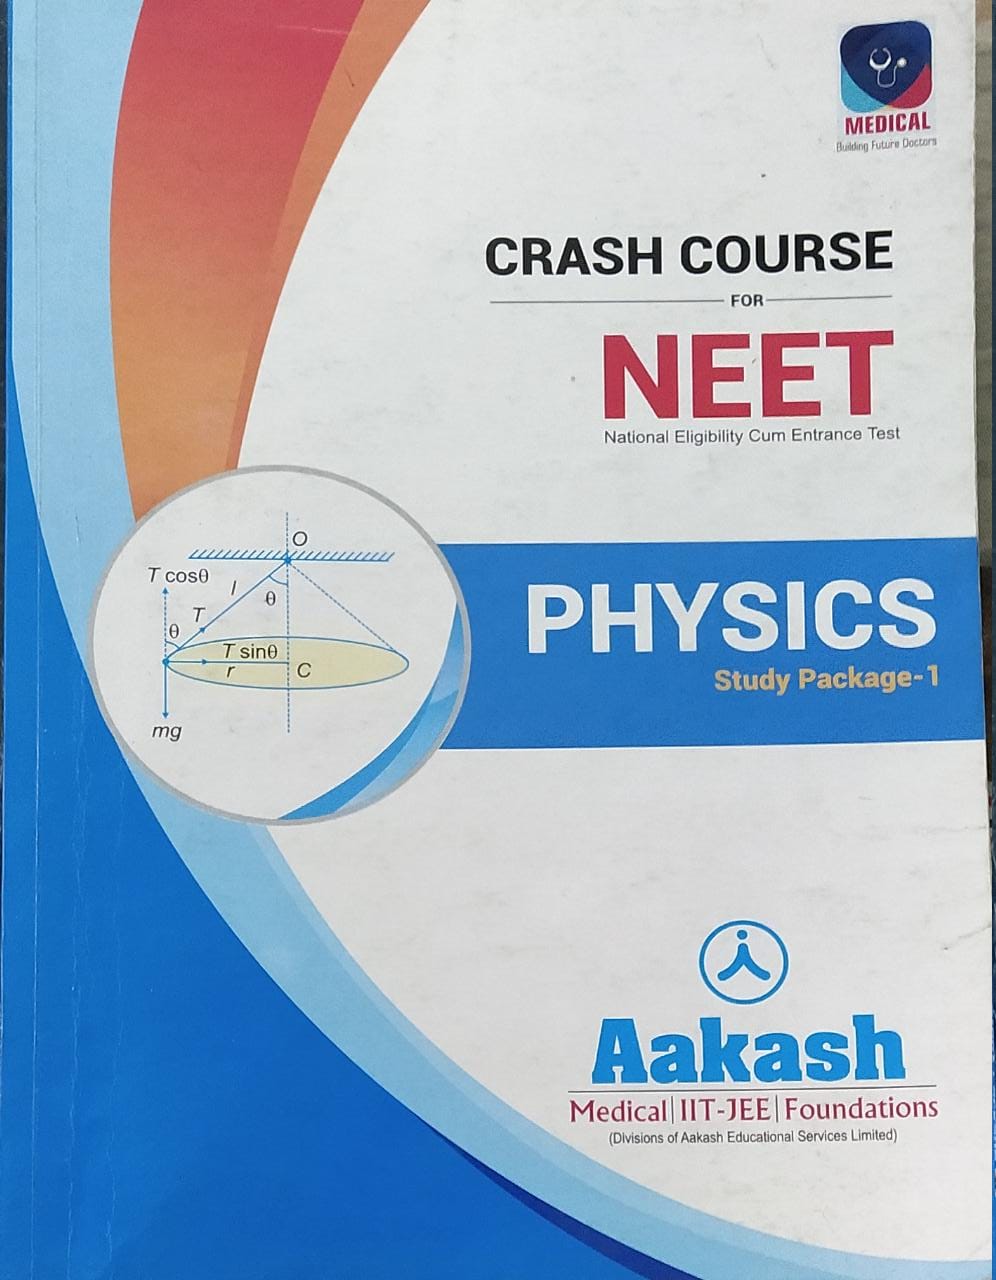 MEDICAL
Building Future Doctors
CRASH COURSE
FOR
NEET
National Eligibility Cum Entrance Test
O
T cosθ
l
θ
T
θ
T sinθ
r
C
mg
PHYSICS
Study Package-1
Aakash
Medical|IIT-JEE|Foundations
(Divisions of Aakash Educational Services Limited)